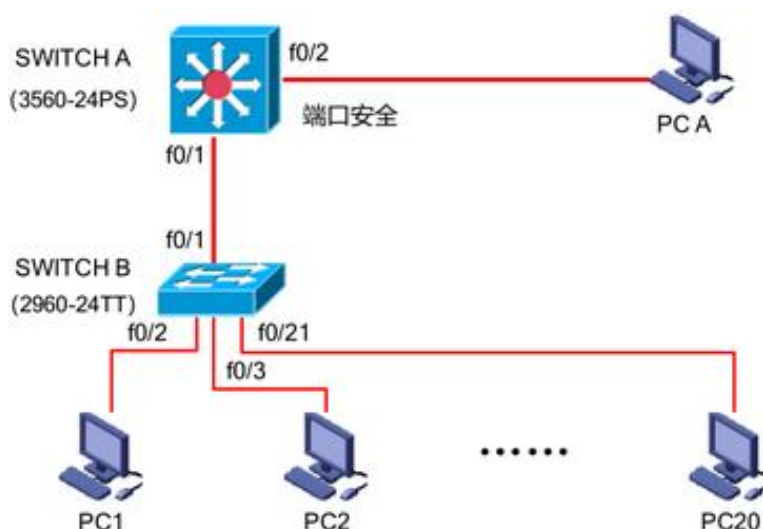 SWITCH A
(3560-24PS)
f0/2
端口安全
PC A
f0/1
f0/1
SWITCH B
(2960-24TT)
f0/2
f0/3
f0/21
PC1
PC2
......
PC20